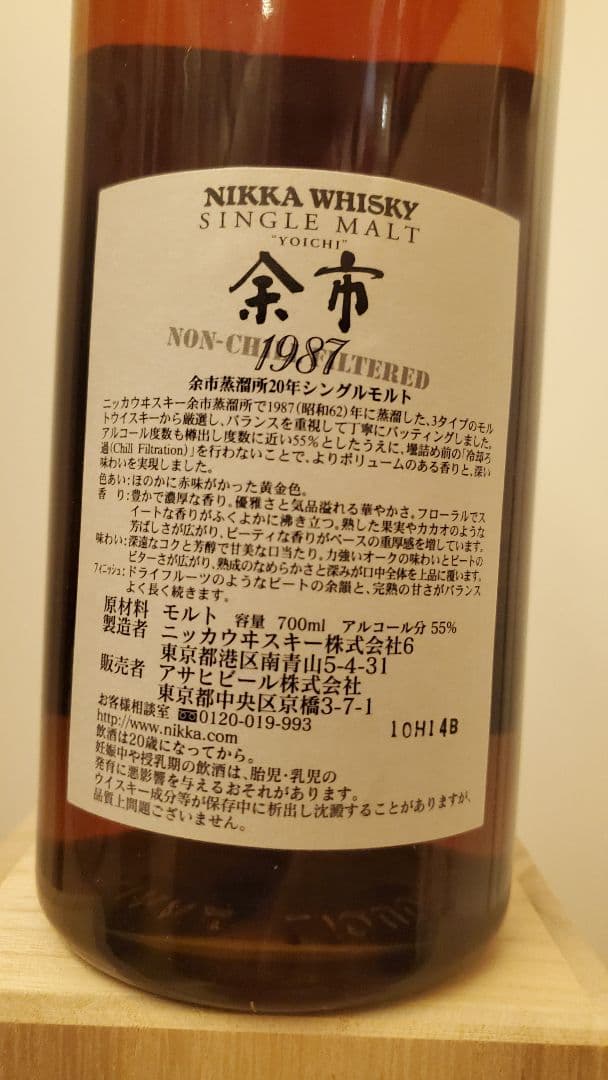 NIKKA WHISKY
SINGLE MALT
"YOICHI"
余市
NON-CHILL FILTERED
1987
余市蒸溜所20年シングルモルト
ニッカウヰスキー余市蒸溜所で1987(昭和62)年に蒸溜した、3タイプのモル
トウイスキーから厳選し、バランスを重視して丁寧にバッティングしました。
アルコール度数も樽出し度数に近い55%としたうえに、壜詰め前の「冷却ろ
過(Chill Filtration)」を行わないことで、よりボリュームのある香りと、深い
味わいを実現しました。
色あい:ほのかに赤味がかった黄金色。
香 り:豊かで濃厚な香り。優雅さと気品溢れる華やかさ。フローラルでス
イートな香りがふくよかに沸き立つ。熟した果実やカカオのような
芳ばしさが広がり、ピーティな香りがベースの重厚感を増しています。
味わい:深遠なコクと芳醇で甘美な口当たり。力強いオークの味わいとピートの
ビターさが広がり、熟成のなめらかさと深みが口中全体を上品に覆います。
フィニッシュ:ドライフルーツのようなピートの余韻と、完熟の甘さがバランス
よく長く続きます。
原材料 モルト 容量 700ml アルコール分 55%
製造者 ニッカウヰスキー株式会社6
東京都港区南青山5-4-31
販売者 アサヒビール株式会社
東京都中央区京橋3-7-1
お客様相談室 0120-019-993
http://www.nikka.com
10H14B
飲酒は20歳になってから。
妊娠中や授乳期の飲酒は、胎児・乳児の
発育に悪影響を与えるおそれがあります。
ウイスキー成分等が保存中に析出し沈澱することがありますが、
品質上問題ございません。